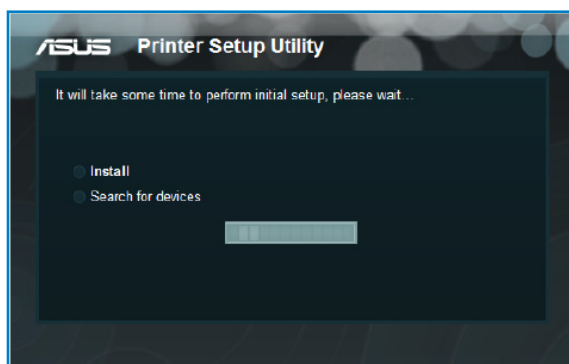 ASUS Printer Setup Utility
It will take some time to perform initial setup, please wait...
Install
Search for devices